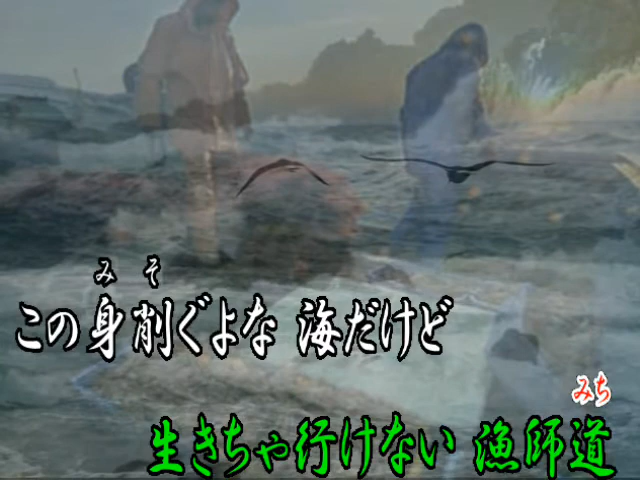 みそ
この身削ぐよな 海だけど
みち
生きちゃ行けない 漁師道